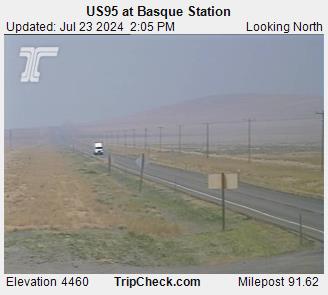 US95 at Basque Station
Updated: Jul 23 2024 2:05 PM Looking North
Elevation 4460 TripCheck.com Milepost 91.62